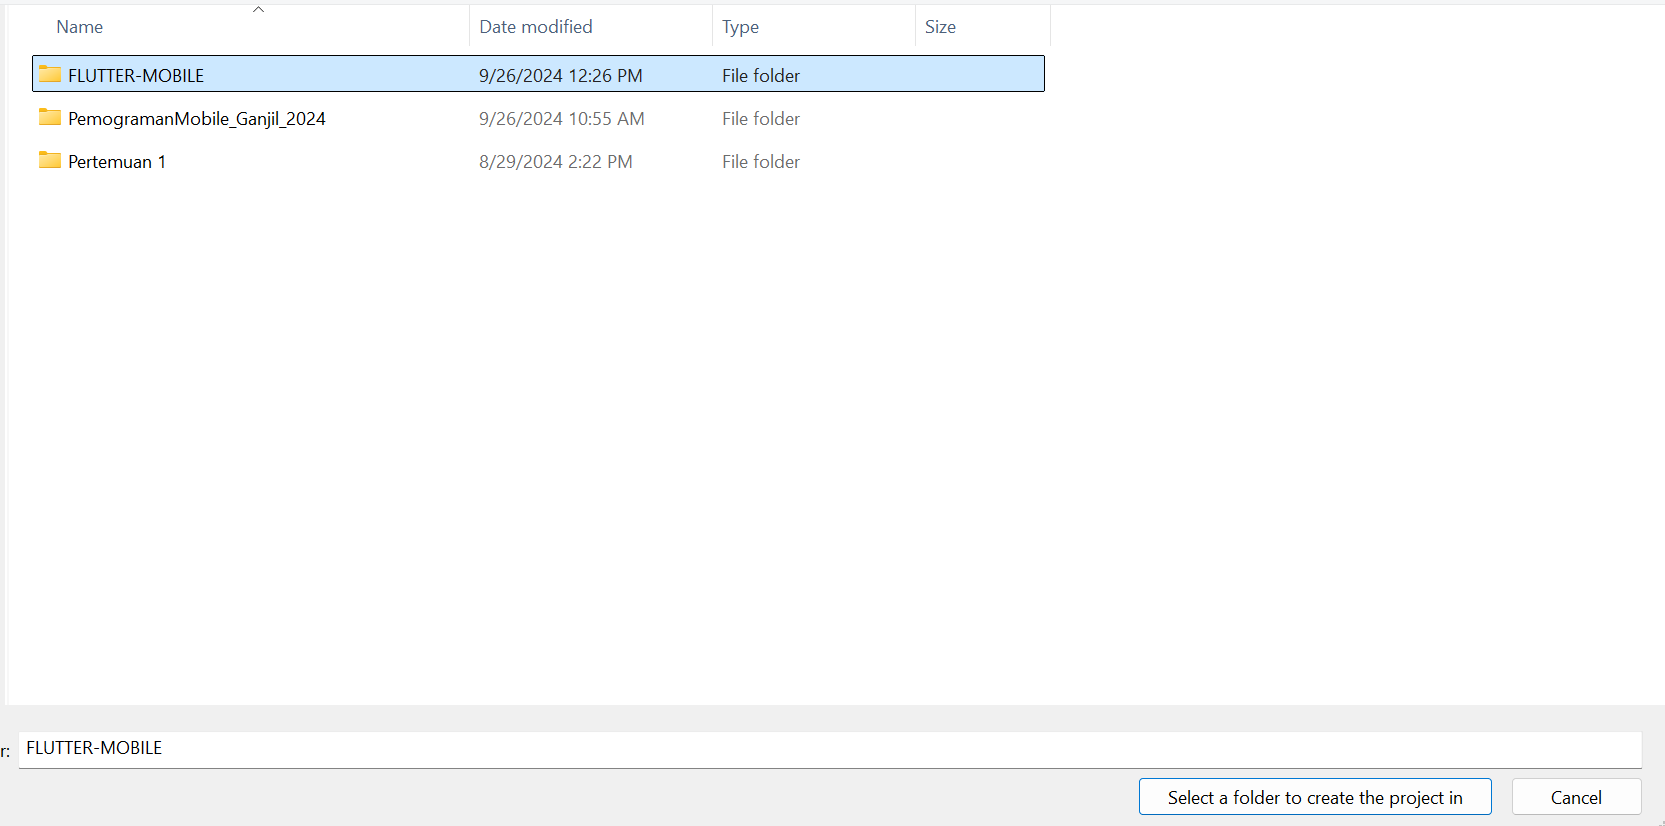 Name Date modified Type Size
FLUTTER-MOBILE 9/26/2024 12:26 PM File folder
PemogramanMobile_Ganjil_2024 9/26/2024 10:55 AM File folder
Pertemuan 1 8/29/2024 2:22 PM File folder
r: FLUTTER-MOBILE
Select a folder to create the project in Cancel